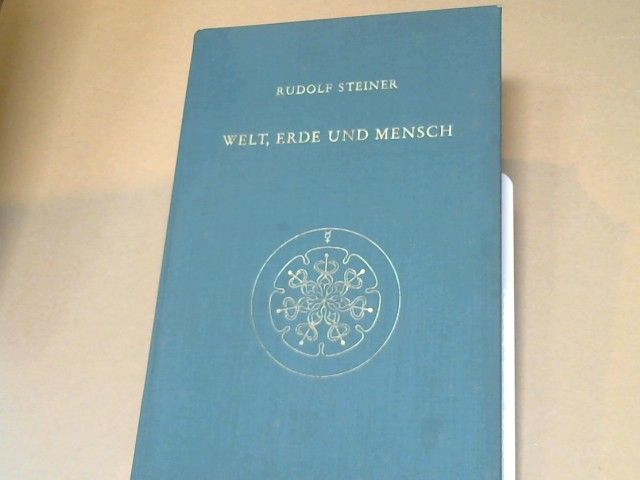 RUDOLF STEINER
WELT, ERDE UND MENSCH
☿